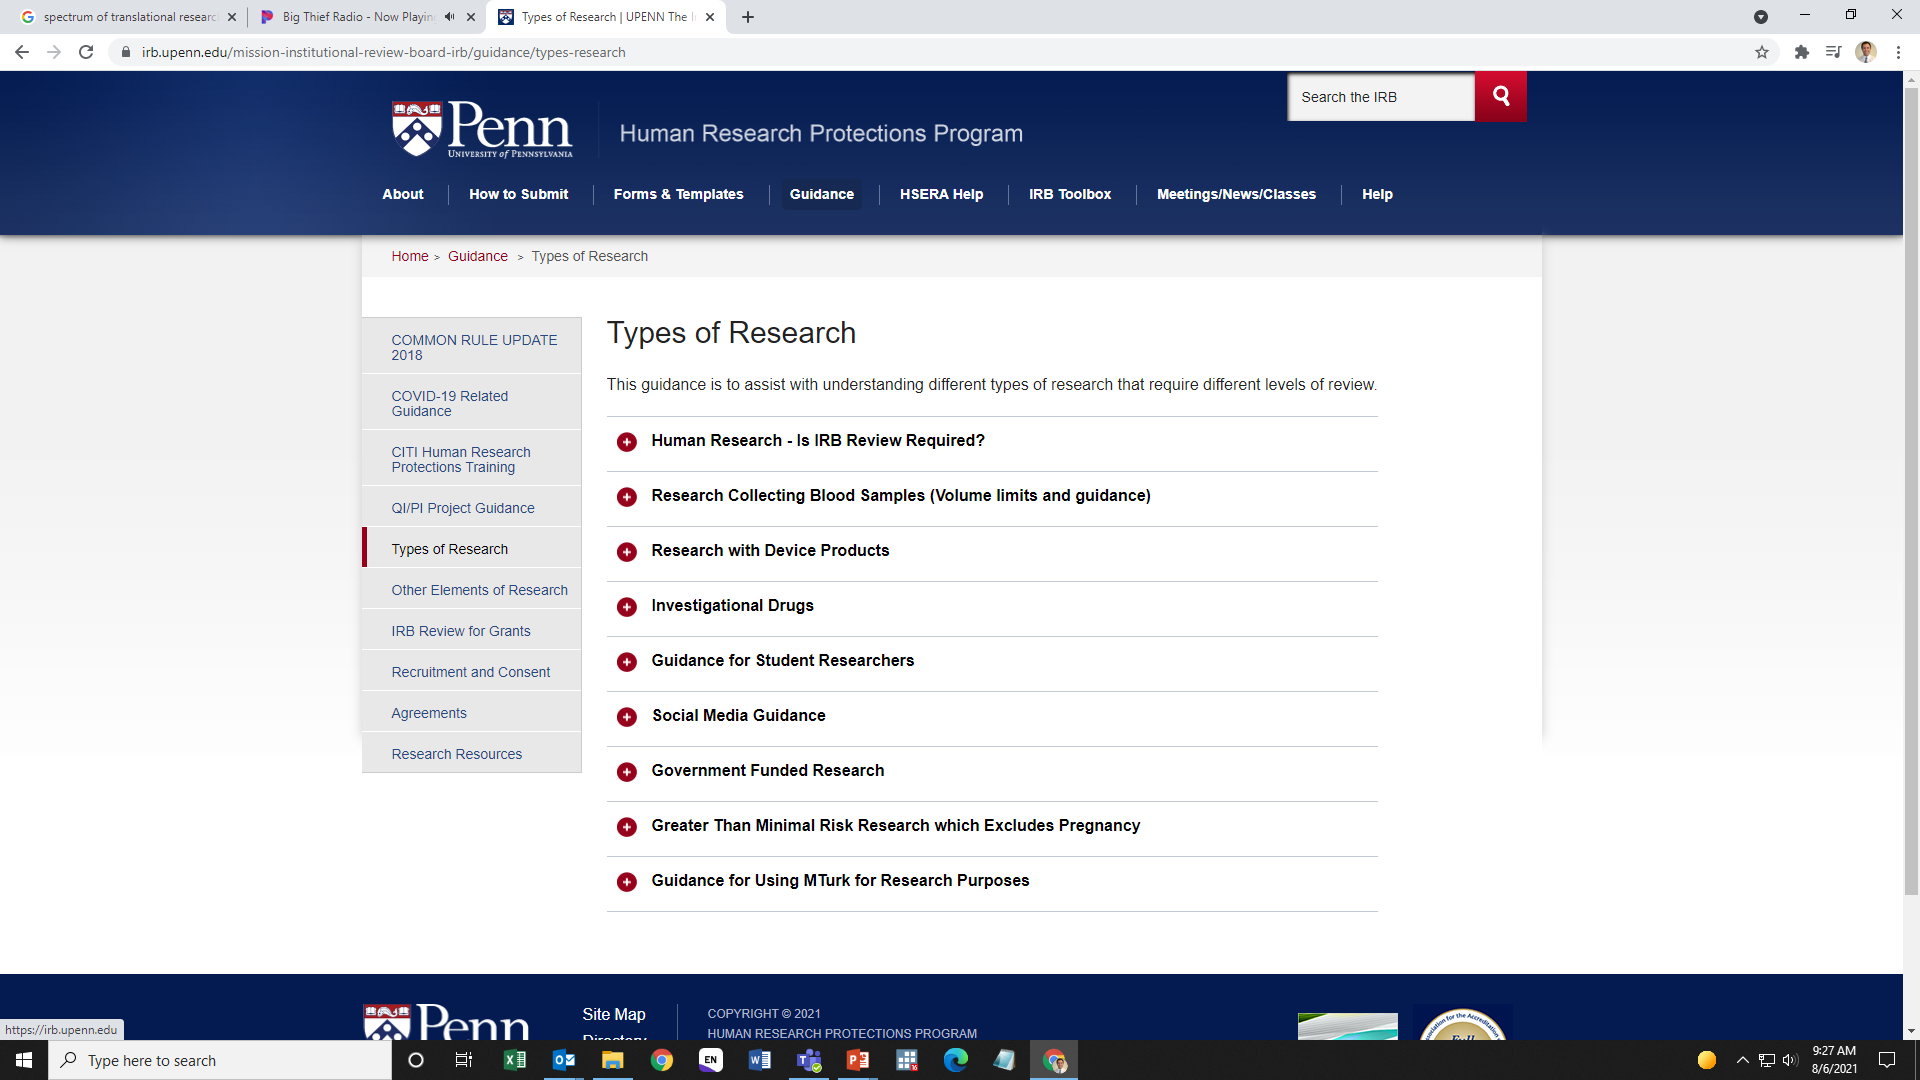 spectrum of translational research
Big Thief Radio - Now Playin
Types of Research | UPENN The I
irb.upenn.edu/mission-institutional-review-board-irb/guidance/types-research
Search the IRB
Penn
University of Pennsylvania
Human Research Protections Program
About
How to Submit
Forms & Templates
Guidance
HSERA Help
IRB Toolbox
Meetings/News/Classes
Help
Home > Guidance > Types of Research
COMMON RULE UPDATE
2018
COVID-19 Related
Guidance
CITI Human Research
Protections Training
QI/PI Project Guidance
Types of Research
Other Elements of Research
IRB Review for Grants
Recruitment and Consent
Agreements
Research Resources
Types of Research
This guidance is to assist with understanding different types of research that require different levels of review.
Human Research - Is IRB Review Required?
Research Collecting Blood Samples (Volume limits and guidance)
Research with Device Products
Investigational Drugs
Guidance for Student Researchers
Social Media Guidance
Government Funded Research
Greater Than Minimal Risk Research which Excludes Pregnancy
Guidance for Using MTurk for Research Purposes
Penn
Site Map
Directory
COPYRIGHT © 2021
HUMAN RESEARCH PROTECTIONS PROGRAM
for the Accreditation
https://irb.upenn.edu
Type here to search
EN
9:27 AM
8/6/2021